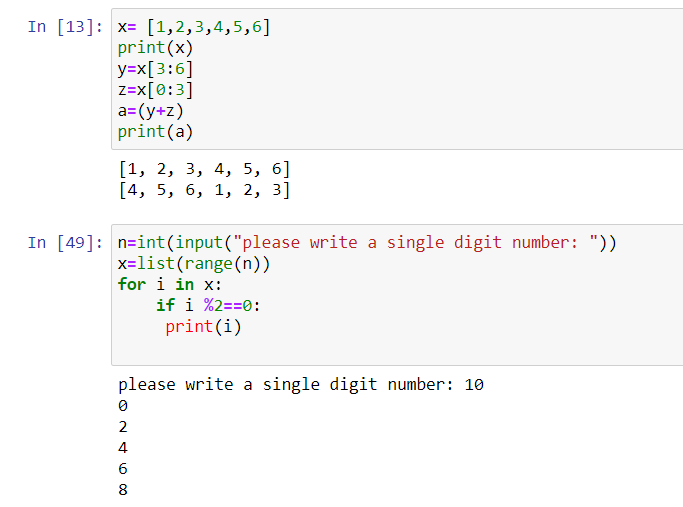 In [13]: x= [1,2,3,4,5,6]
print(x)
y=x[3:6]
z=x[0:3]
a=(y+z)
print(a)
[1, 2, 3, 4, 5, 6]
[4, 5, 6, 1, 2, 3]
In [49]: n=int(input("please write a single digit number: "))
x=list(range(n))
for i in x:
    if i %2==0:
     print(i)
please write a single digit number: 10
0
2
4
6
8